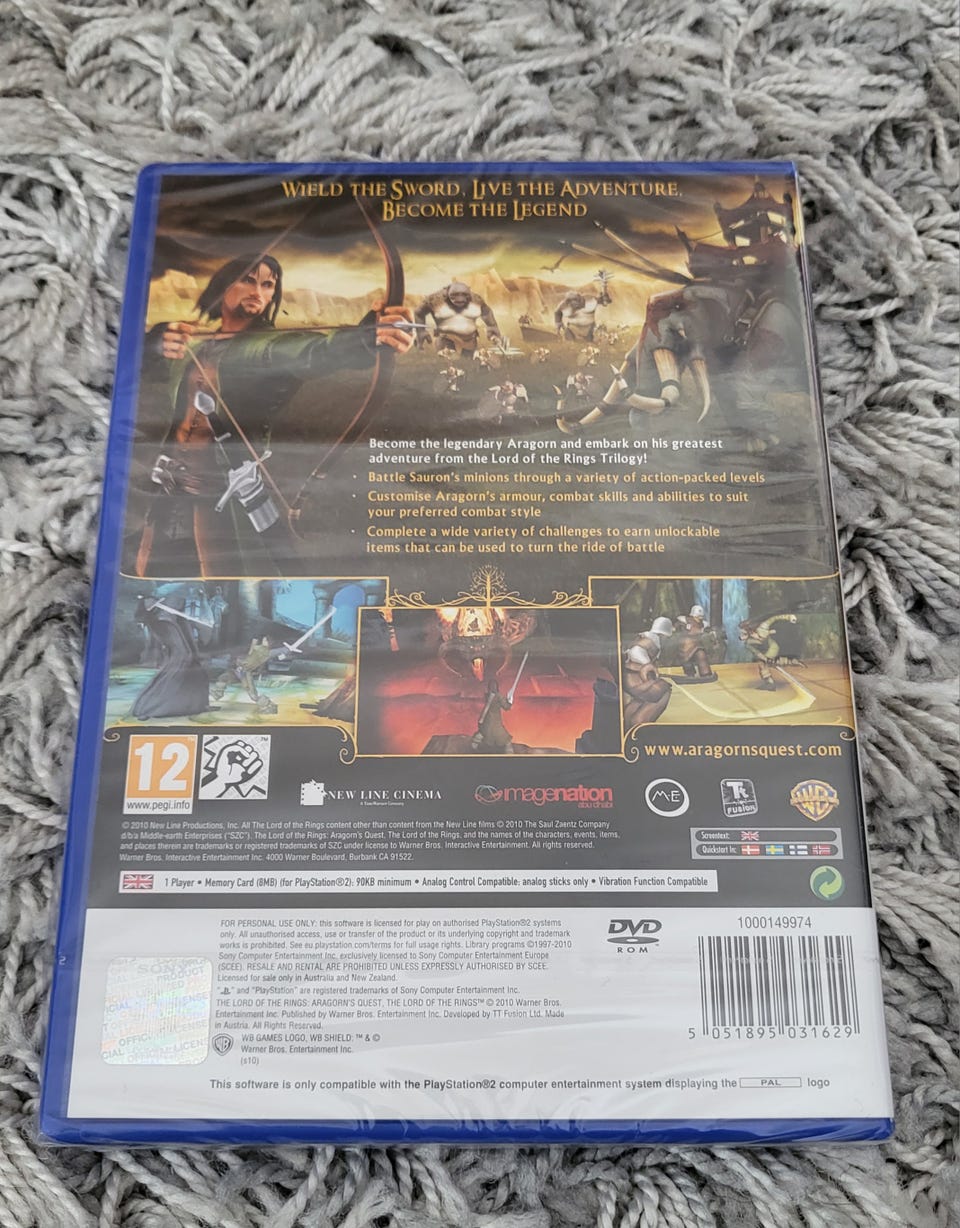 WIELD THE SWORD, LIVE THE ADVENTURE,
BECOME THE LEGEND
Become the legendary Aragorn and embark on his greatest
adventure from the Lord of the Rings Trilogy!
· Battle Sauron's minions through a variety of action-packed levels
· Customise Aragorn's armour, combat skills and abilities to suit
your preferred combat style
· Complete a wide variety of challenges to earn unlockable
items that can be used to turn the ride of battle
www.aragornsquest.com
12
www.pegi.info
NEW LINE CINEMA
A Time Warner Company
imagenation
abu dhabi
ME
FUSION
WB
© 2010 New Line Productions, Inc. All The Lord of the Rings content other than content from the New Line films © 2010 The Saul Zaentz Company
d/b/a Middle-earth Enterprises ("SZC"). The Lord of the Rings: Aragorn's Quest, The Lord of the Rings, and the names of the characters, events, items,
and places therein are trademarks or registered trademarks of SZC under license to Warner Bros. Interactive Entertainment. All rights reserved.
Warner Bros. Interactive Entertainment. 4000 Warner Boulevard, Burbank CA 91522.
Screentext:
Quickstart In:
1 Player • Memory Card (8MB) (for PlayStation®2): 90KB minimum • Analog Control Compatible: analog sticks only • Vibration Function Compatible
FOR PERSONAL USE ONLY: this software is licensed for play on authorised PlayStation®2 systems
only. All unauthorised access, use or transfer of the product or its underlying copyright and trademark
works is prohibited. See eu.playstation.com/terms for full usage rights. Library programs ©1997-2010
Sony Computer Entertainment Inc. exclusively licensed to Sony Computer Entertainment Europe
(SCEE). RESALE AND RENTAL ARE PROHIBITED UNLESS EXPRESSLY AUTHORISED BY SCEE.
Licensed for sale only in Australia and New Zealand.
" " and "PlayStation" are registered trademarks of Sony Computer Entertainment Inc.
THE LORD OF THE RINGS: ARAGORN'S QUEST, THE LORD OF THE RINGS™ © 2010 Warner Bros.
Entertainment Inc. Published by Warner Bros. Entertainment Inc. Developed by TT Fusion Ltd. Made
in Austria. All Rights Reserved.
WB GAMES LOGO, WB SHIELD: ™ & ©
Warner Bros. Entertainment Inc.
(s10)
DVD
ROM
1000149974
5 051895 031629
SONY
PRODUCT
OFFICIAL LICENSE
This software is only compatible with the PlayStation®2 computer entertainment system displaying the PAL logo